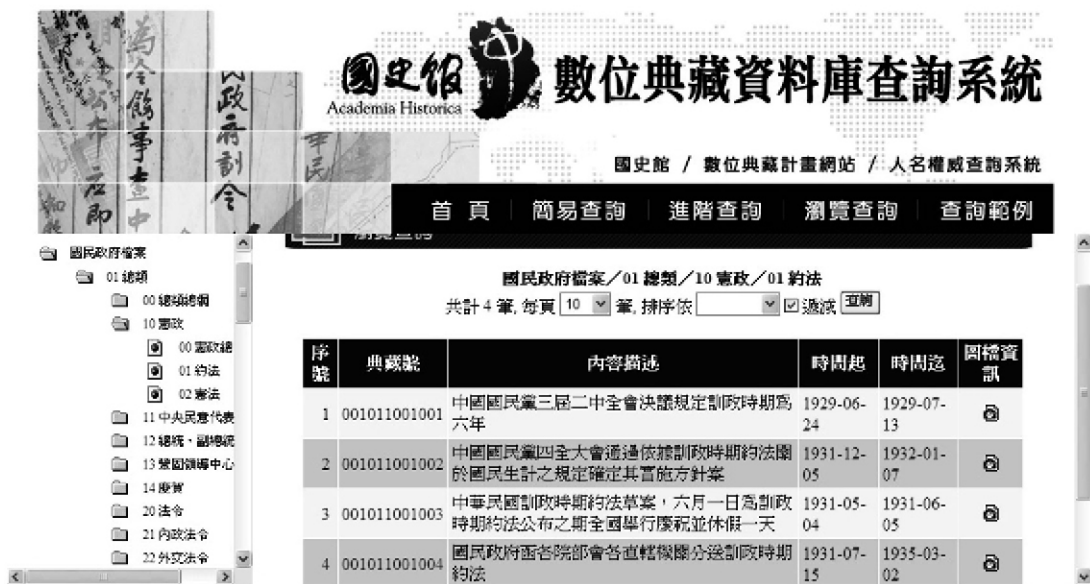 國史館
Academia Historica
數位典藏資料庫查詢系統
國史館 / 數位典藏計畫網站 / 人名權威查詢系統
首 頁 簡易查詢 進階查詢 瀏覽查詢 查詢範例
國民政府檔案
01 總類
00 總類總綱
10 憲政
00 憲政總
01 約法
02 憲法
11 中央民意代表
12 總統、副總統
13 鞏固領導中心
14 慶賀
20 法令
21 內政法令
22 外交法令
瀏覽查詢
國民政府檔案／01 總類／10 憲政／01 約法
共計 4 筆, 每頁 10 筆, 排序依 遞減 查詢
序號 典藏號 內容描述 時間起 時間迄 圖檔資訊
1 001011001001 中國國民黨三屆二中全會決議規定訓政時期為六年 1929-06-24 1929-07-13
2 001011001002 中國國民黨四全大會通過依據訓政時期約法關於國民生計之規定確定其實施方針案 1931-12-05 1932-01-07
3 001011001003 中華民國訓政時期約法草案，六月一日為訓政時期約法公布之期全國舉行慶祝並休假一天 1931-05-04 1931-06-05
4 001011001004 國民政府函各院部會各直轄機關分送訓政時期約法 1931-07-15 1935-03-02